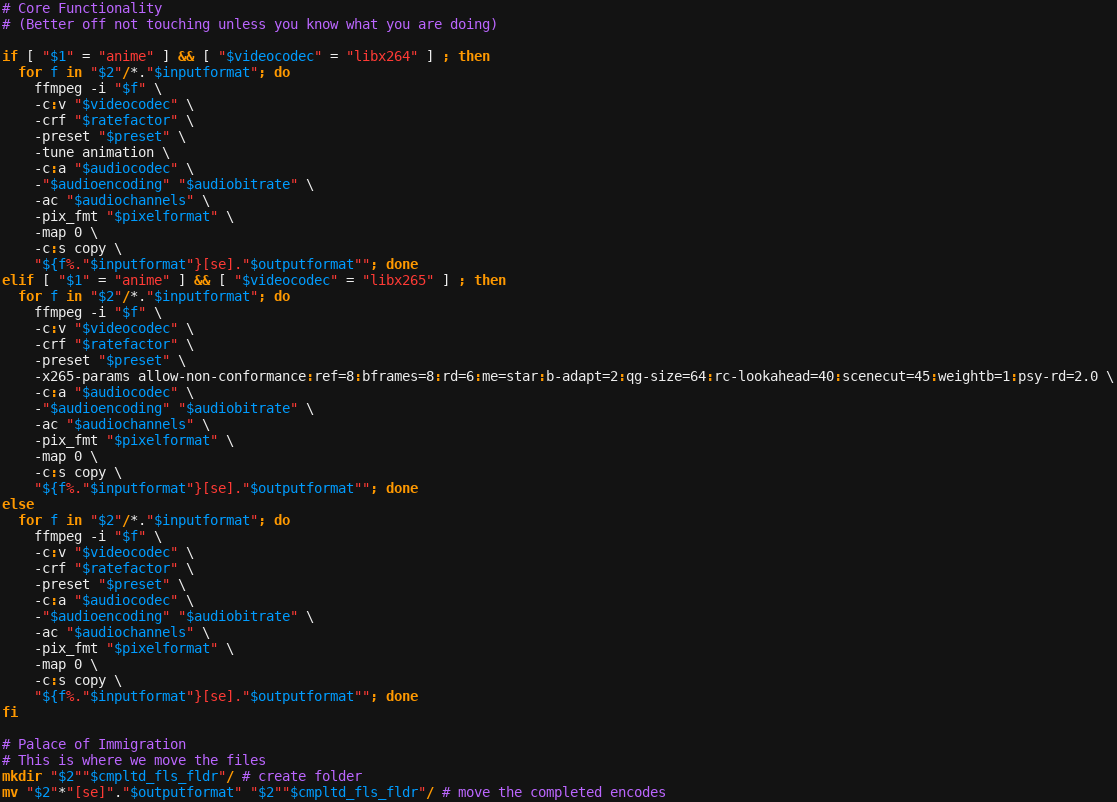 # Core Functionality
# (Better off not touching unless you know what you are doing)

if [ "$1" = "anime" ] && [ "$videocodec" = "libx264" ] ; then
  for f in "$2"/*."$inputformat"; do
    ffmpeg -i "$f" \
    -c:v "$videocodec" \
    -crf "$ratefactor" \
    -preset "$preset" \
    -tune animation \
    -c:a "$audiocodec" \
    -"$audioencoding" "$audiobitrate" \
    -ac "$audiochannels" \
    -pix_fmt "$pixelformat" \
    -map 0 \
    -c:s copy \
    "${f%."$inputformat"}[se]."$outputformat""; done
elif [ "$1" = "anime" ] && [ "$videocodec" = "libx265" ] ; then
  for f in "$2"/*."$inputformat"; do
    ffmpeg -i "$f" \
    -c:v "$videocodec" \
    -crf "$ratefactor" \
    -preset "$preset" \
    -x265-params allow-non-conformance:ref=8:bframes=8:rd=6:me=star:b-adapt=2:qg-size=64:rc-lookahead=40:scenecut=45:weightb=1:psy-rd=2.0 \
    -c:a "$audiocodec" \
    -"$audioencoding" "$audiobitrate" \
    -ac "$audiochannels" \
    -pix_fmt "$pixelformat" \
    -map 0 \
    -c:s copy \
    "${f%."$inputformat"}[se]."$outputformat""; done
else
  for f in "$2"/*."$inputformat"; do
    ffmpeg -i "$f" \
    -c:v "$videocodec" \
    -crf "$ratefactor" \
    -preset "$preset" \
    -c:a "$audiocodec" \
    -"$audioencoding" "$audiobitrate" \
    -ac "$audiochannels" \
    -pix_fmt "$pixelformat" \
    -map 0 \
    -c:s copy \
    "${f%."$inputformat"}[se]."$outputformat""; done
fi

# Palace of Immigration
# This is where we move the files
mkdir "$2""$cmpltd_fls_fldr"/ # create folder
mv "$2"*"[se]"."$outputformat" "$2""$cmpltd_fls_fldr"/ # move the completed encodes